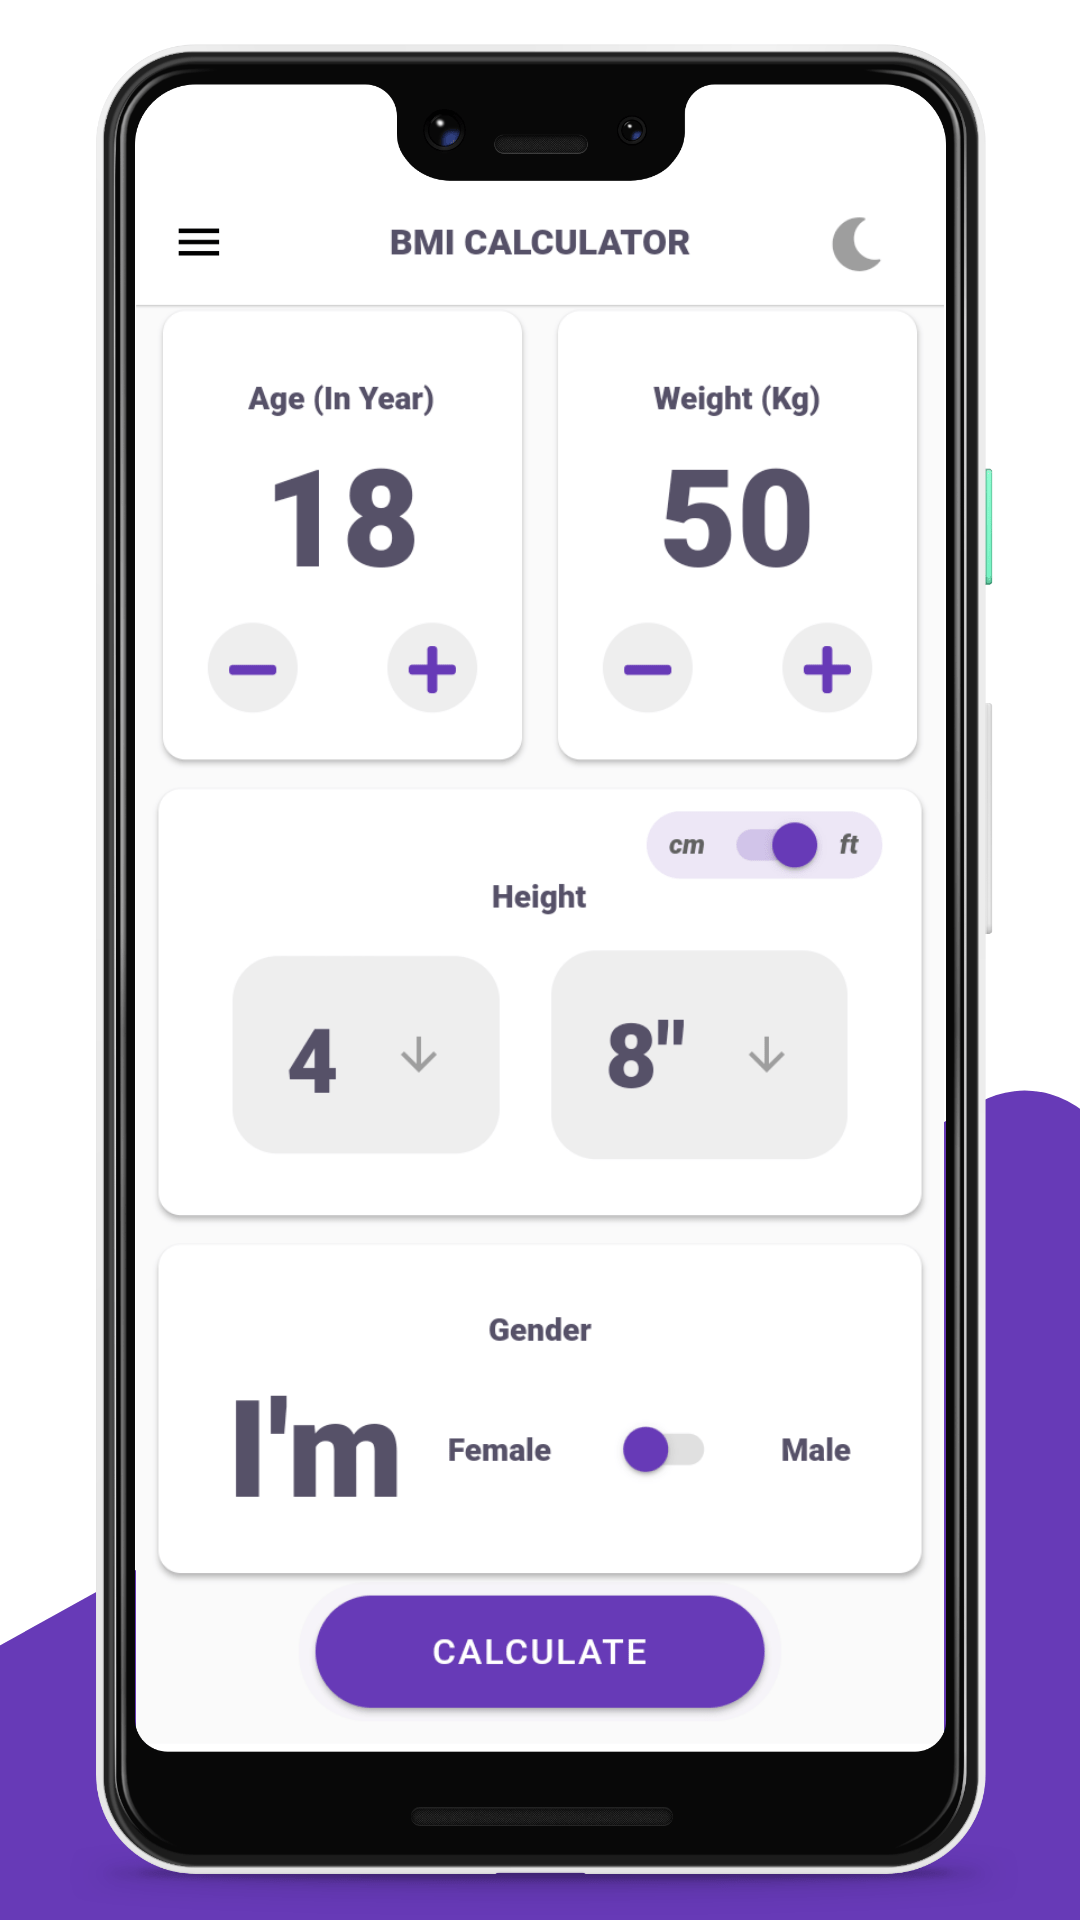 BMI CALCULATOR
Age (In Year)
18
Weight (Kg)
50
cm ft
Height
4 8"
Gender
I'm Female Male
CALCULATE